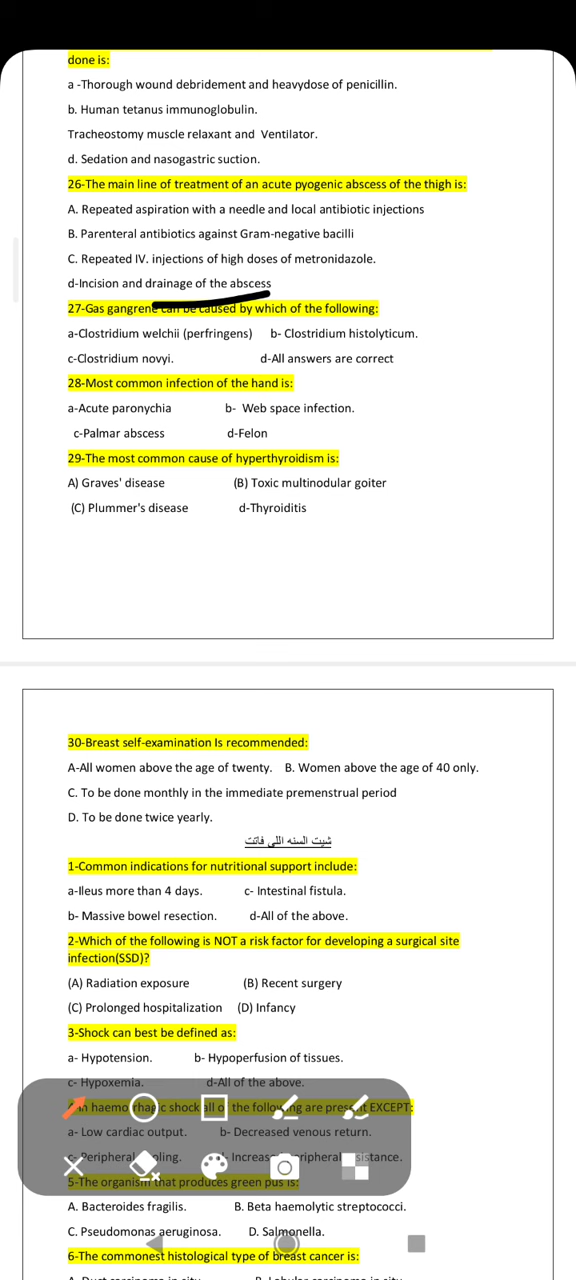 done is:
a -Thorough wound debridement and heavydose of penicillin.
b. Human tetanus immunoglobulin.
Tracheostomy muscle relaxant and Ventilator.
d. Sedation and nasogastric suction.
26-The main line of treatment of an acute pyogenic abscess of the thigh is:
A. Repeated aspiration with a needle and local antibiotic injections
B. Parenteral antibiotics against Gram-negative bacilli
C. Repeated IV. injections of high doses of metronidazole.
d-Incision and drainage of the abscess
27-Gas gangrene can be caused by which of the following:
a-Clostridium welchii (perfringens) b- Clostridium histolyticum.
c-Clostridium novyi. d-All answers are correct
28-Most common infection of the hand is:
a-Acute paronychia b- Web space infection.
c-Palmar abscess d-Felon
29-The most common cause of hyperthyroidism is:
A) Graves' disease (B) Toxic multinodular goiter
(C) Plummer's disease d-Thyroiditis
30-Breast self-examination Is recommended:
A-All women above the age of twenty. B. Women above the age of 40 only.
C. To be done monthly in the immediate premenstrual period
D. To be done twice yearly.
شيت السنه اللي فاتت
1-Common indications for nutritional support include:
a-Ileus more than 4 days. c- Intestinal fistula.
b- Massive bowel resection. d-All of the above.
2-Which of the following is NOT a risk factor for developing a surgical site
infection(SSD)?
(A) Radiation exposure (B) Recent surgery
(C) Prolonged hospitalization (D) Infancy
3-Shock can best be defined as:
a- Hypotension. b- Hypoperfusion of tissues.
c- Hypoxemia. d-All of the above.
in haemorrhagic shock all of the following are present EXCEPT:
a- Low cardiac output. b- Decreased venous return.
c- Peripheral peripheral
5-The organism that produces green pus is:
A. Bacteroides fragilis. B. Beta haemolytic streptococci.
C. Pseudomonas aeruginosa. D. Salmonella.
6-The commonest histological type of breast cancer is: